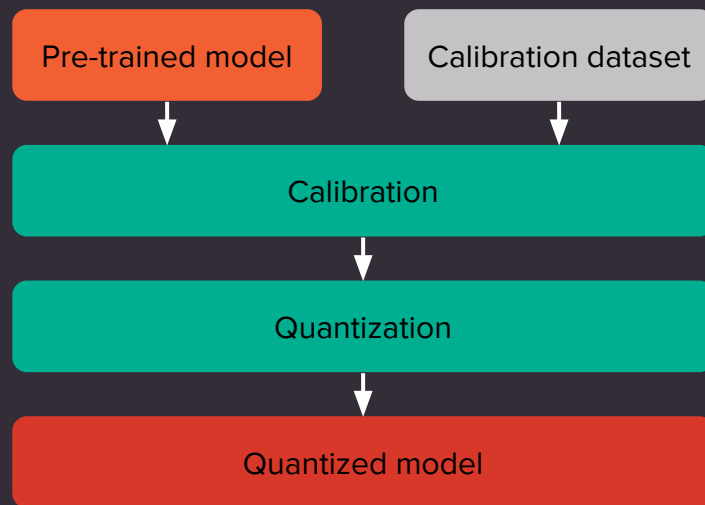 Pre-trained model
Calibration dataset
Calibration
Quantization
Quantized model